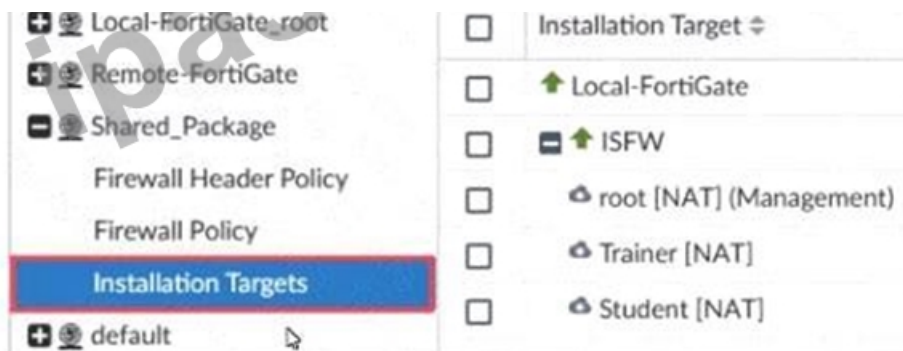 Local-FortiGate_root
Remote-FortiGate
Shared_Package
Firewall Header Policy
Firewall Policy
Installation Targets
default
Installation Target
Local-FortiGate
ISFW
root [NAT] (Management)
Trainer [NAT]
Student [NAT]